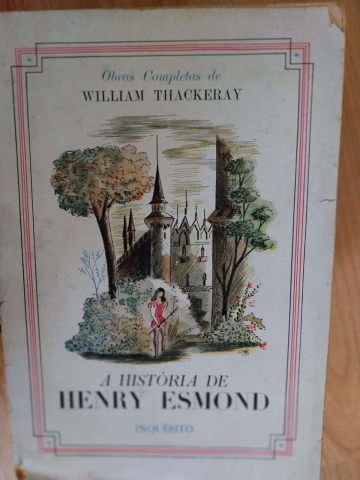 Obras Completas de
WILLIAM THACKERAY
A HISTÓRIA DE
HENRY ESMOND
INQUÉRITO